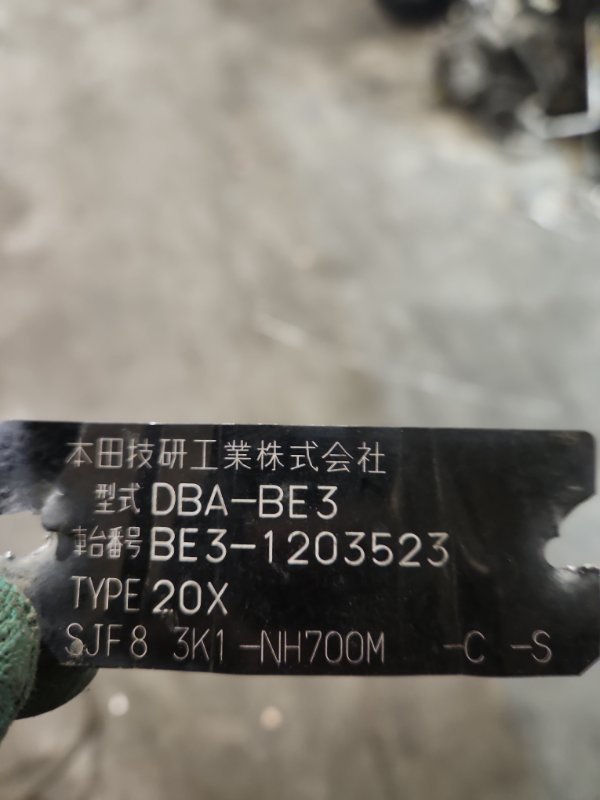 本田技研工業株式会社
型式 DBA-BE3
車台番号 BE3-1203523
TYPE 20X
SJF8 3K1 -NH700M -C -S